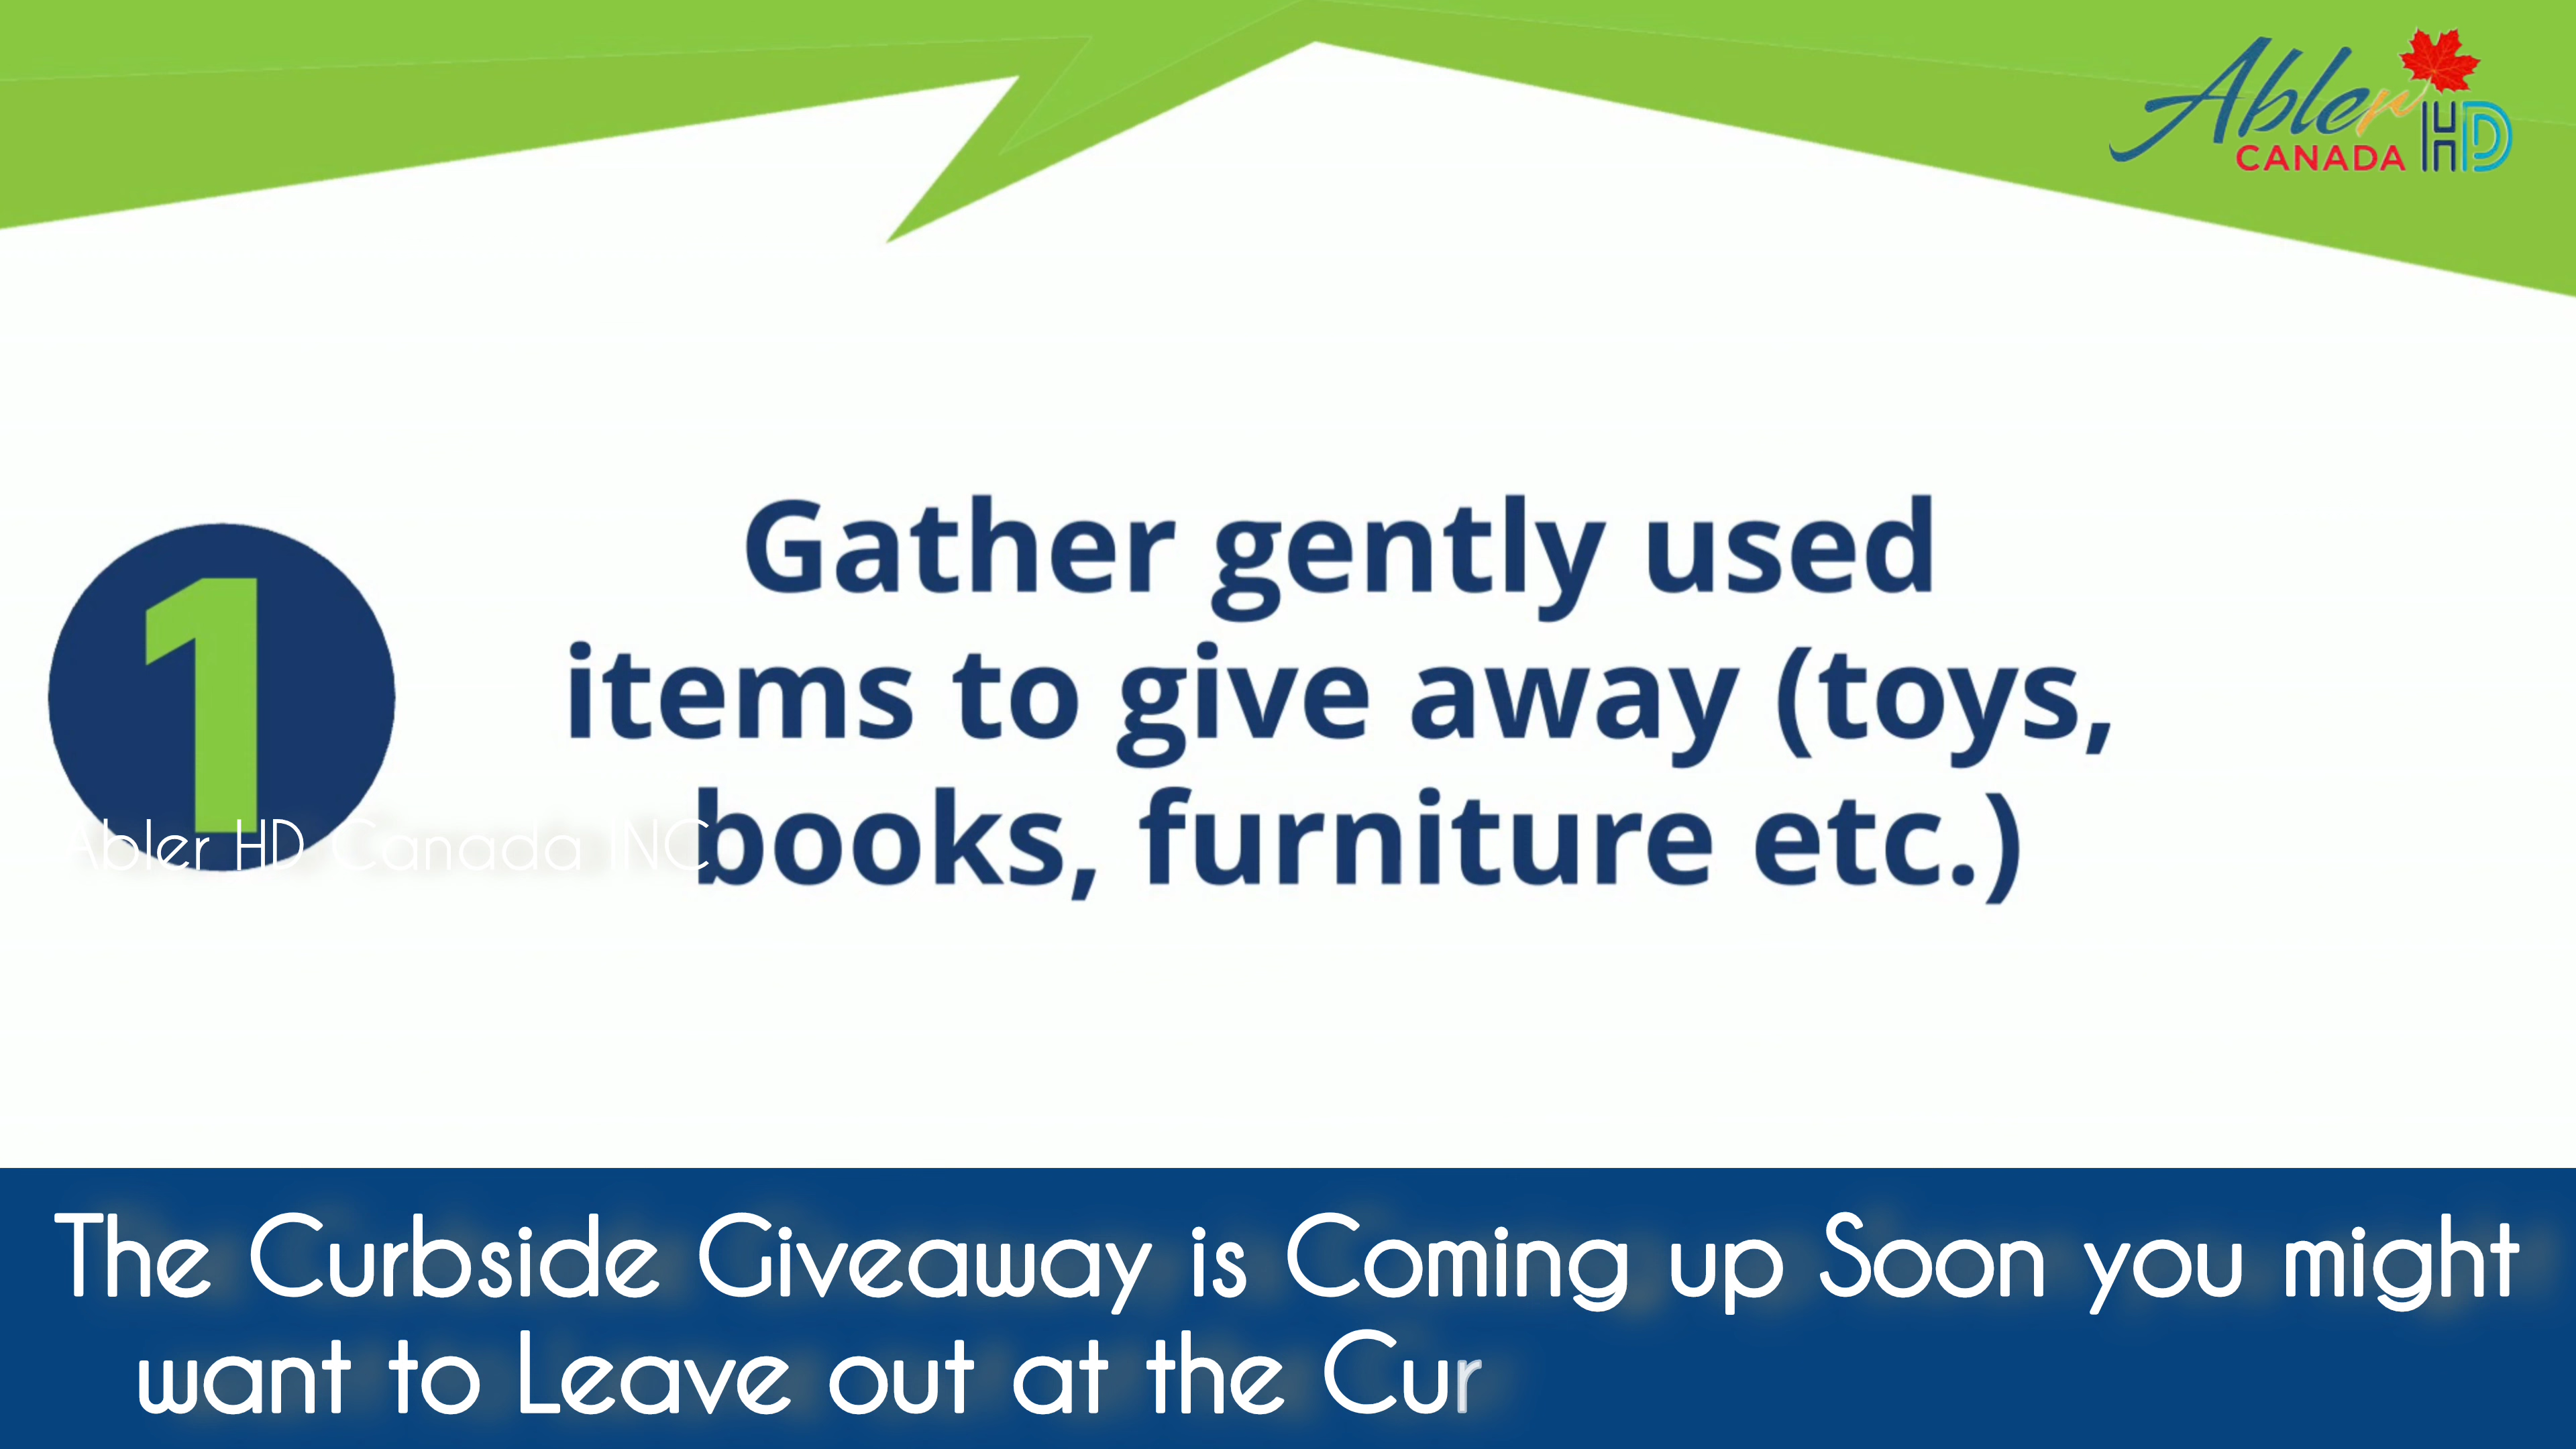 Abler
CANADA HD
Gather gently used
items to give away (toys,
books, furniture etc.)
1
Abler HD Canada INC
The Curbside Giveaway is Coming up Soon you might
want to Leave out at the Cur